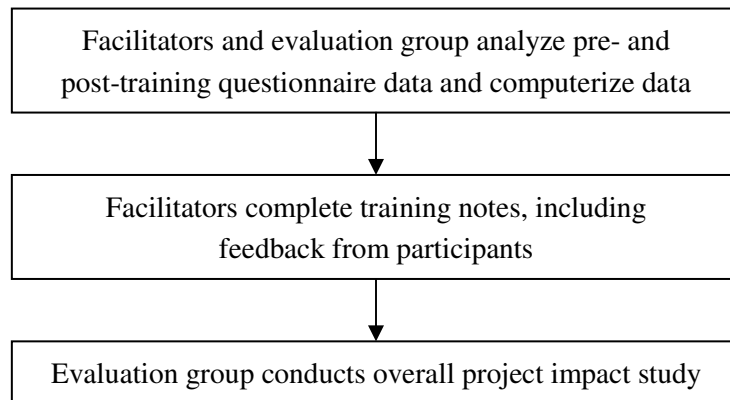 Facilitators and evaluation group analyze pre- and
post-training questionnaire data and computerize data
Facilitators complete training notes, including
feedback from participants
Evaluation group conducts overall project impact study